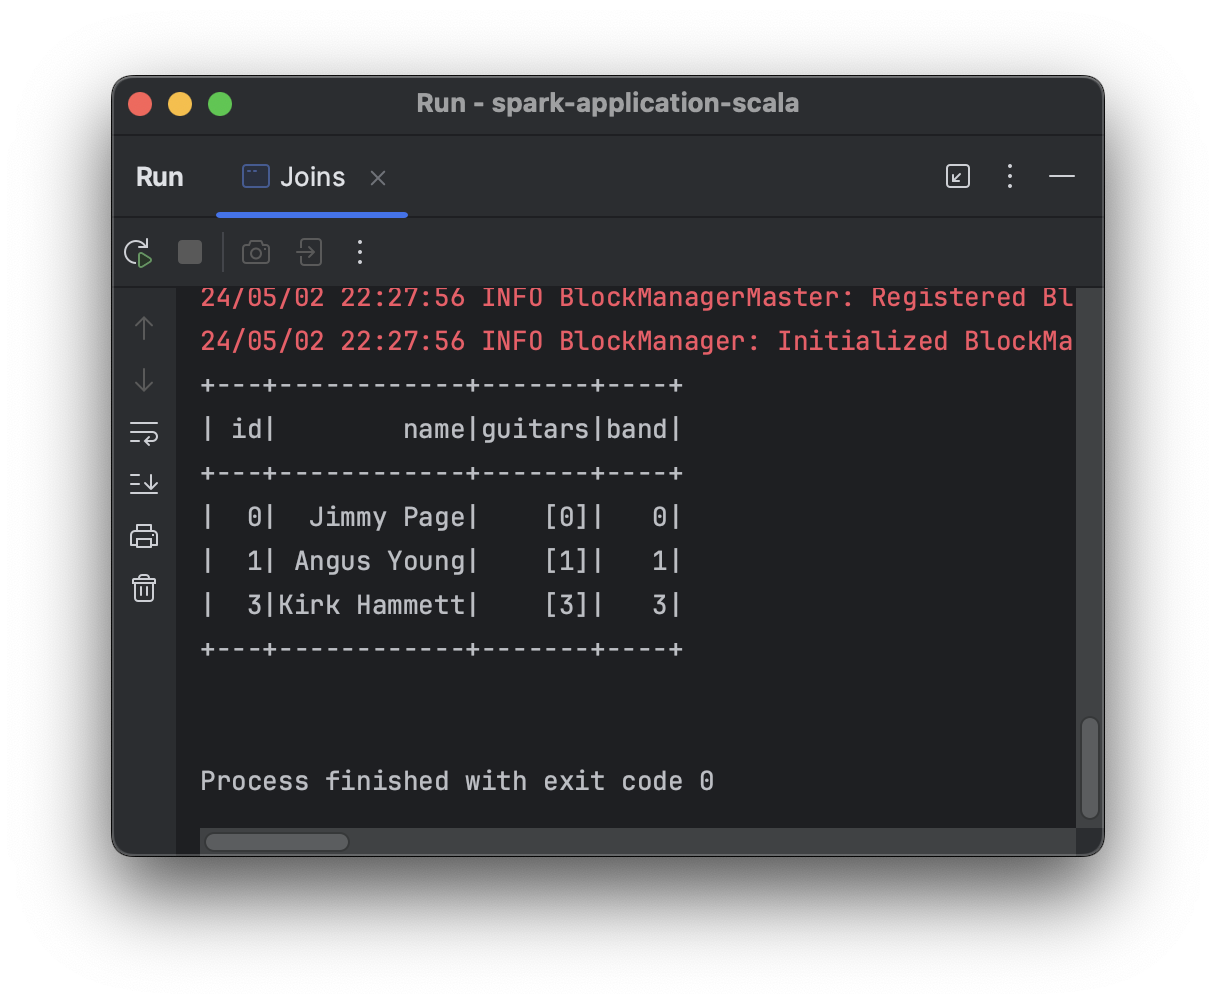 Run - spark-application-scala
Run Joins
24/05/02 22:27:56 INFO BlockManagerMaster: Registered Bl
24/05/02 22:27:56 INFO BlockManager: Initialized BlockMa
+---+------------+-------+----+
| id|        name|guitars|band|
+---+------------+-------+----+
|  0|  Jimmy Page|    [0]|   0|
|  1| Angus Young|    [1]|   1|
|  3|Kirk Hammett|    [3]|   3|
+---+------------+-------+----+
Process finished with exit code 0